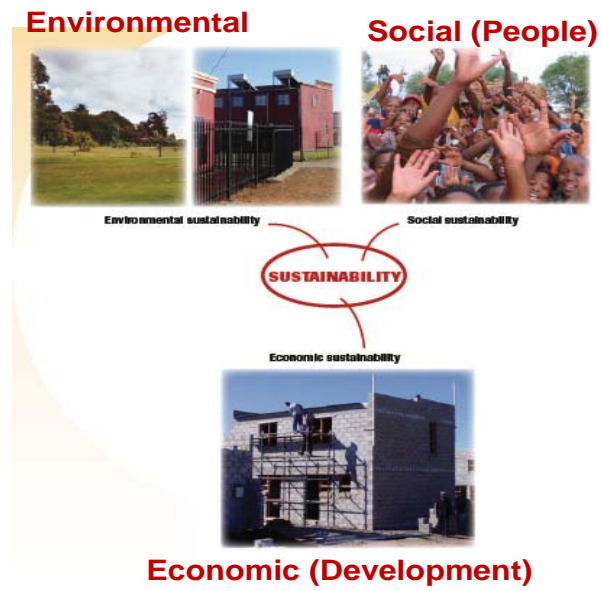 Environmental
Social (People)
Environmental sustainability
Social sustainability
SUSTAINABILITY
Economic sustainability
Economic (Development)